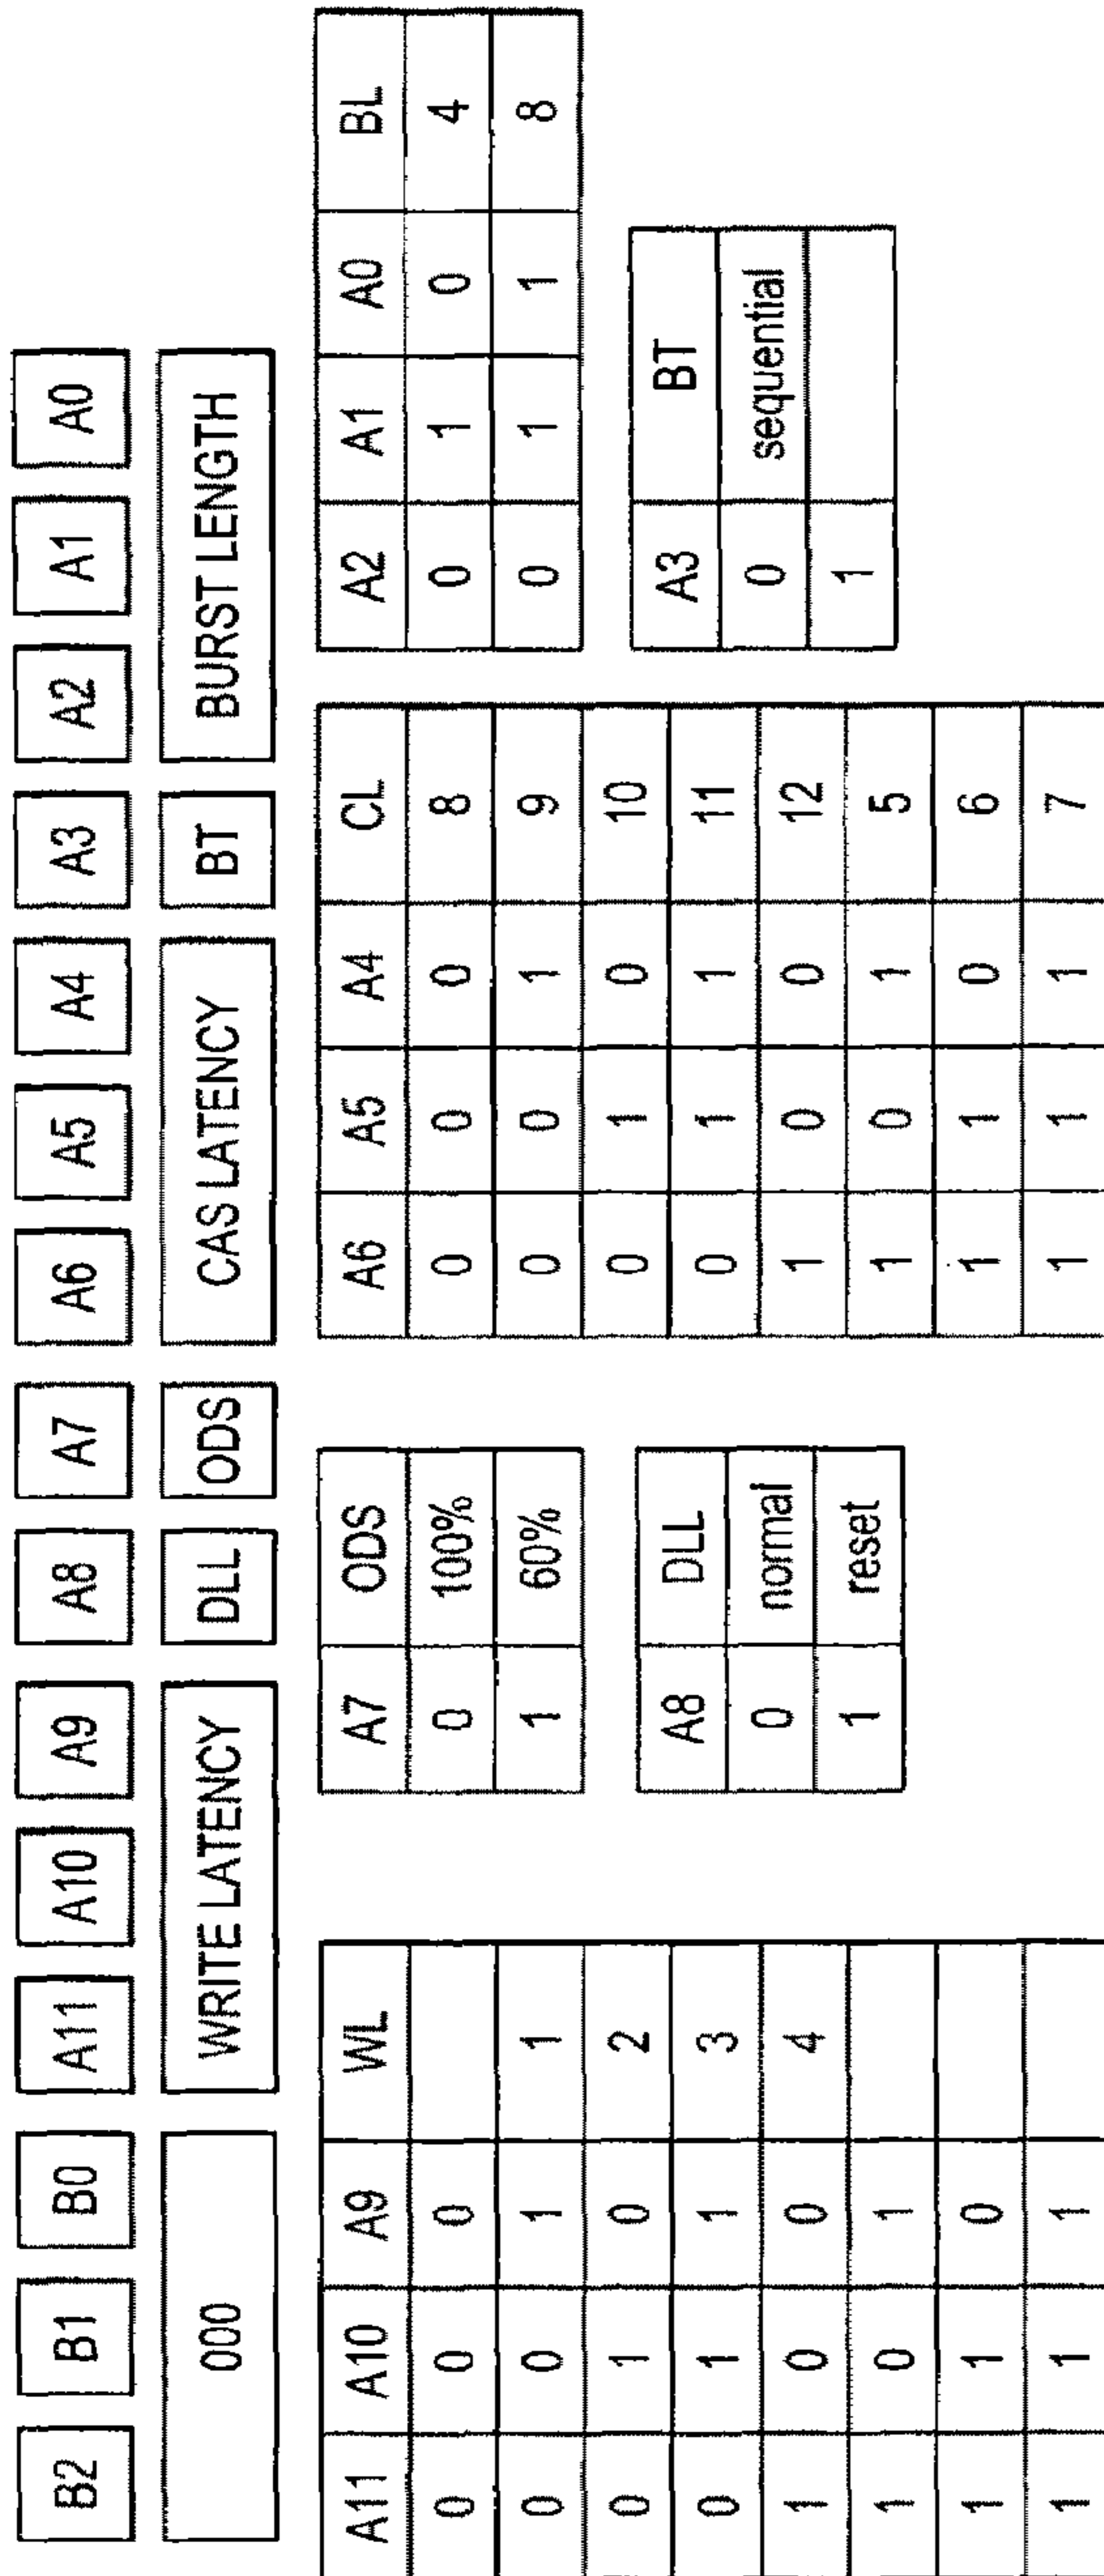 B2 B1 B0 A11 A10 A9 A8 A7 A6 A5 A4 A3 A2 A1 A0
000 WRITE LATENCY DLL ODS CAS LATENCY BT BURST LENGTH
A11 A10 A9 WL
0 0 0
0 0 1 1
0 1 0 2
0 1 1 3
1 0 0 4
1 0 1
1 1 0
1 1 1
A7 ODS
0 100%
1 60%
A8 DLL
0 normal
1 reset
A6 A5 A4 CL
0 0 0 8
0 0 1 9
0 1 0 10
0 1 1 11
1 0 0 12
1 0 1 5
1 1 0 6
1 1 1 7
A2 A1 A0 BL
0 1 0 4
0 1 1 8
A3 BT
0 sequential
1